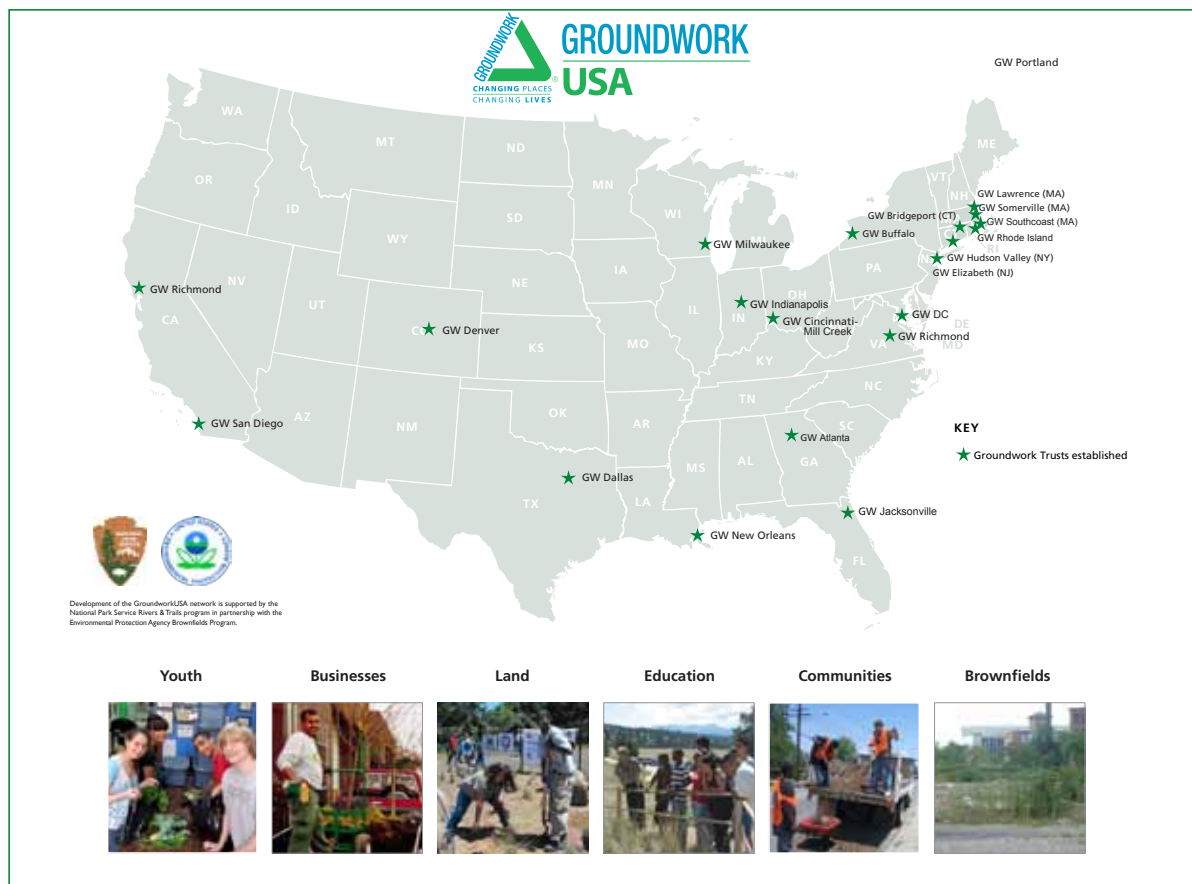 GROUNDWORK
CHANGING PLACES
CHANGING LIVES
®
GROUNDWORK
USA
GW Portland
WA
MT
ND
MN
ME
VT
NH
OR
ID
SD
WI
MI
WY
IA
NE
NV
UT
CA
KS
MO
IL
IN
OH
PA
DE
MD
VA
KY
NC
TN
SC
AZ
NM
OK
AR
MS
AL
GA
TX
LA
FL
RI
GW Lawrence (MA)
GW Somerville (MA)
GW Bridgeport (CT)
GW Southcoast (MA)
GW Buffalo
GW Rhode Island
GW Milwaukee
GW Hudson Valley (NY)
GW Elizabeth (NJ)
GW Richmond
GW Indianapolis
GW Cincinnati-
Mill Creek
GW DC
GW Denver
GW Richmond
GW San Diego
GW Atlanta
GW Dallas
GW Jacksonville
GW New Orleans
KEY
Groundwork Trusts established
Development of the GroundworkUSA network is supported by the
National Park Service Rivers & Trails program in partnership with the
Environmental Protection Agency Brownfields Program.
Youth
Businesses
Land
Education
Communities
Brownfields